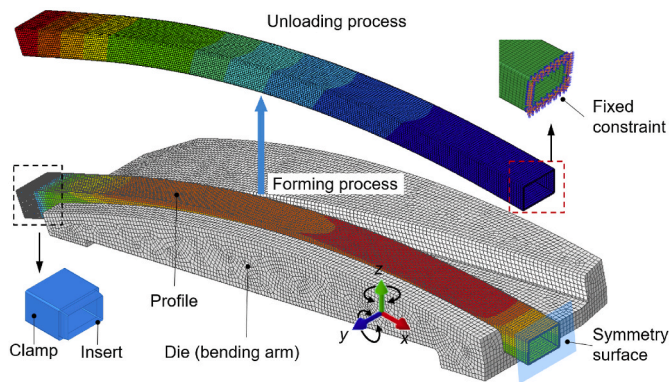 Unloading process
Fixed
constraint
Forming process
Profile
z
y
x
Clamp
Insert
Die (bending arm)
Symmetry
surface